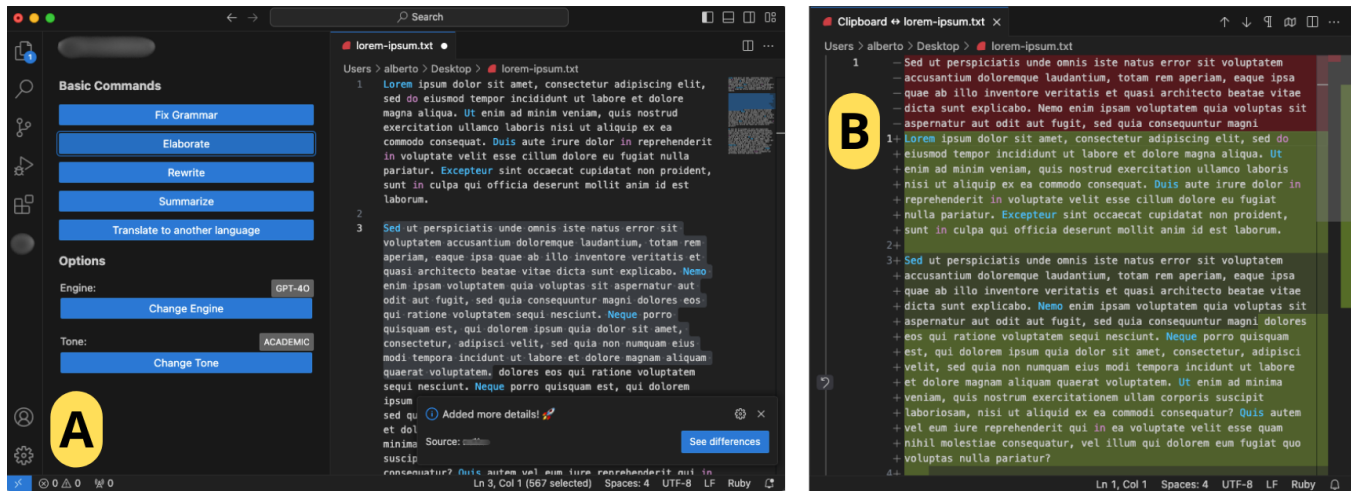 Search
1
Basic Commands
Fix Grammar
Elaborate
Rewrite
Summarize
Translate to another language
Options
Engine:
GPT-4O
Change Engine
Tone:
ACADEMIC
Change Tone
A
0 0 0
lorem-ipsum.txt
Users > alberto > Desktop > lorem-ipsum.txt
1 Lorem ipsum dolor sit amet, consectetur adipiscing elit,
sed do eiusmod tempor incididunt ut labore et dolore
magna aliqua. Ut enim ad minim veniam, quis nostrud
exercitation ullamco laboris nisi ut aliquip ex ea
commodo consequat. Duis aute irure dolor in reprehenderit
in voluptate velit esse cillum dolore eu fugiat nulla
pariatur. Excepteur sint occaecat cupidatat non proident,
sunt in culpa qui officia deserunt mollit anim id est
laborum.
2
3 Sed ut perspiciatis unde omnis iste natus error sit
voluptatem accusantium doloremque laudantium, totam rem
aperiam, eaque ipsa quae ab illo inventore veritatis et
quasi architecto beatae vitae dicta sunt explicabo. Nemo
enim ipsam voluptatem quia voluptas sit aspernatur aut
odit aut fugit, sed quia consequuntur magni dolores eos
qui ratione voluptatem sequi nesciunt. Neque porro
quisquam est, qui dolorem ipsum quia dolor sit amet,
consectetur, adipisci velit, sed quia non numquam eius
modi tempora incidunt ut labore et dolore magnam aliquam
quaerat voluptatem. dolores eos qui ratione voluptatem
sequi nesciunt. Neque porro quisquam est, qui dolorem
ipsum
sed qu
et dol
minima
suscip
consequatur? Quis autem vel eum iure reprehenderit qui in
Added more details! 🚀
Source:
See differences
Ln 3, Col 1 (567 selected) Spaces: 4 UTF-8 LF Ruby
Clipboard ↔ lorem-ipsum.txt
Users > alberto > Desktop > lorem-ipsum.txt
1 — Sed ut perspiciatis unde omnis iste natus error sit voluptatem
— accusantium doloremque laudantium, totam rem aperiam, eaque ipsa
— quae ab illo inventore veritatis et quasi architecto beatae vitae
— dicta sunt explicabo. Nemo enim ipsam voluptatem quia voluptas sit
— aspernatur aut odit aut fugit, sed quia consequuntur magni
B
1+ Lorem ipsum dolor sit amet, consectetur adipiscing elit, sed do
+ eiusmod tempor incididunt ut labore et dolore magna aliqua. Ut
+ enim ad minim veniam, quis nostrud exercitation ullamco laboris
+ nisi ut aliquip ex ea commodo consequat. Duis aute irure dolor in
+ reprehenderit in voluptate velit esse cillum dolore eu fugiat
+ nulla pariatur. Excepteur sint occaecat cupidatat non proident,
+ sunt in culpa qui officia deserunt mollit anim id est laborum.
2+
3+ Sed ut perspiciatis unde omnis iste natus error sit voluptatem
+ accusantium doloremque laudantium, totam rem aperiam, eaque ipsa
+ quae ab illo inventore veritatis et quasi architecto beatae vitae
+ dicta sunt explicabo. Nemo enim ipsam voluptatem quia voluptas sit
+ aspernatur aut odit aut fugit, sed quia consequuntur magni dolores
+ eos qui ratione voluptatem sequi nesciunt. Neque porro quisquam
+ est, qui dolorem ipsum quia dolor sit amet, consectetur, adipisci
+ velit, sed quia non numquam eius modi tempora incidunt ut labore
+ et dolore magnam aliquam quaerat voluptatem. Ut enim ad minima
+ veniam, quis nostrum exercitationem ullam corporis suscipit
+ laboriosam, nisi ut aliquid ex ea commodi consequatur? Quis autem
+ vel eum iure reprehenderit qui in ea voluptate velit esse quam
+ nihil molestiae consequatur, vel illum qui dolorem eum fugiat quo
+ voluptas nulla pariatur?
4+
Ln 1, Col 1 Spaces: 4 UTF-8 LF Ruby